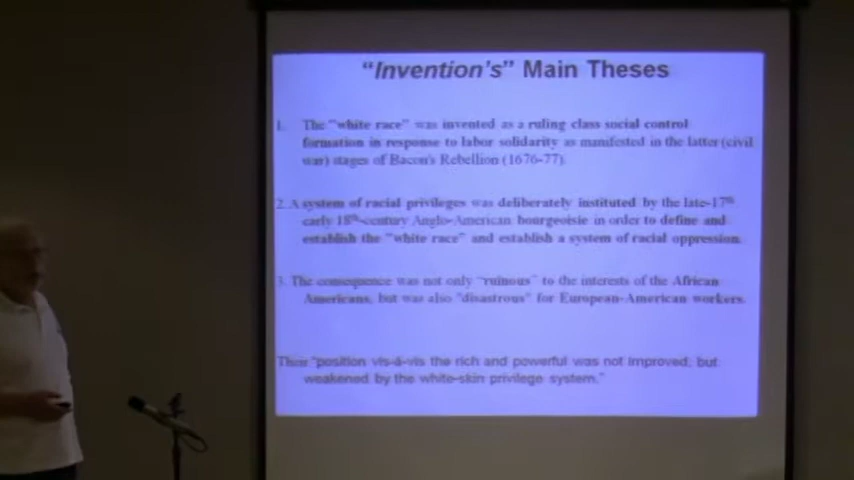 "Invention's" Main Theses
1. The "white race" was invented as a ruling class social control
formation in response to labor solidarity as manifested in the latter (civil
war) stages of Bacon's Rebellion (1676-77).
2. A system of racial privileges was deliberately instituted by the late-17th
early 18th-century Anglo-American bourgeoisie in order to define and
establish the "white race" and establish a system of racial oppression.
3. The consequence was not only "ruinous" to the interests of the African
Americans, but was also "disastrous" for European-American workers.
Their "position vis-á-vis the rich and powerful was not improved, but
weakened by the white-skin privilege system."